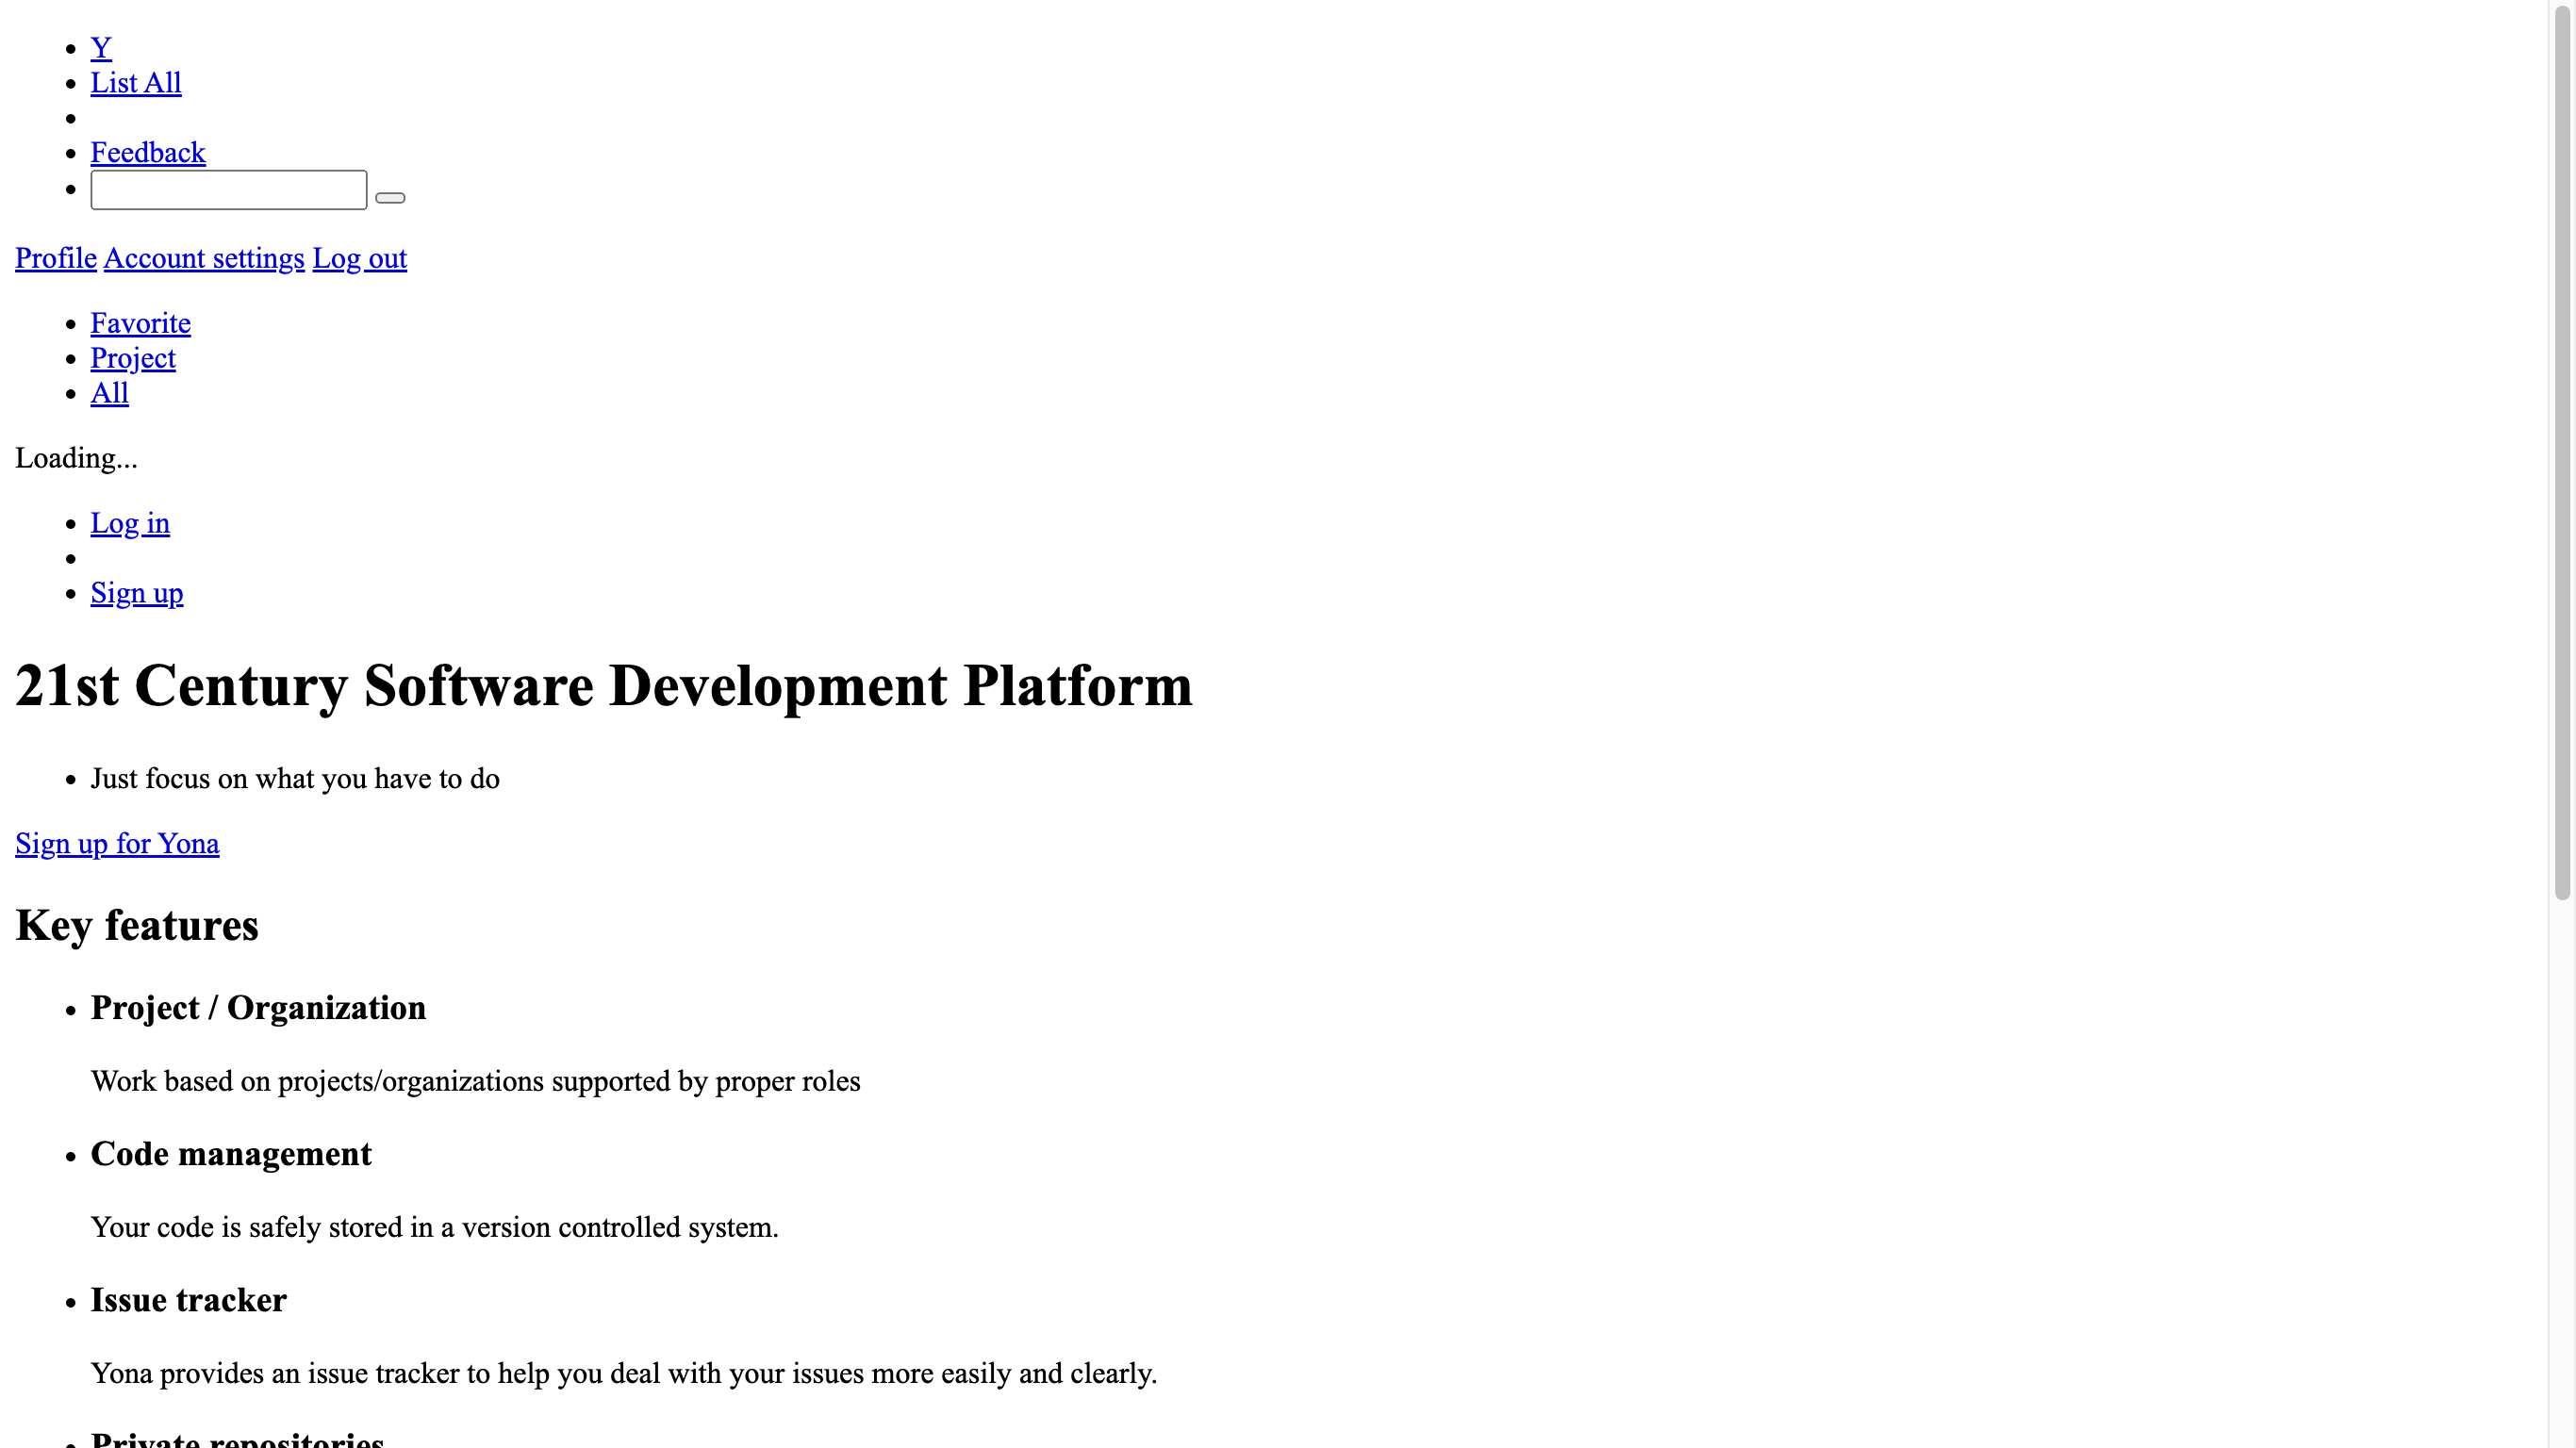 Y
List All
Feedback
Profile Account settings Log out
Favorite
Project
All
Loading...
Log in
Sign up
21st Century Software Development Platform
Just focus on what you have to do
Sign up for Yona
Key features
Project / Organization
Work based on projects/organizations supported by proper roles
Code management
Your code is safely stored in a version controlled system.
Issue tracker
Yona provides an issue tracker to help you deal with your issues more easily and clearly.
Private repositories